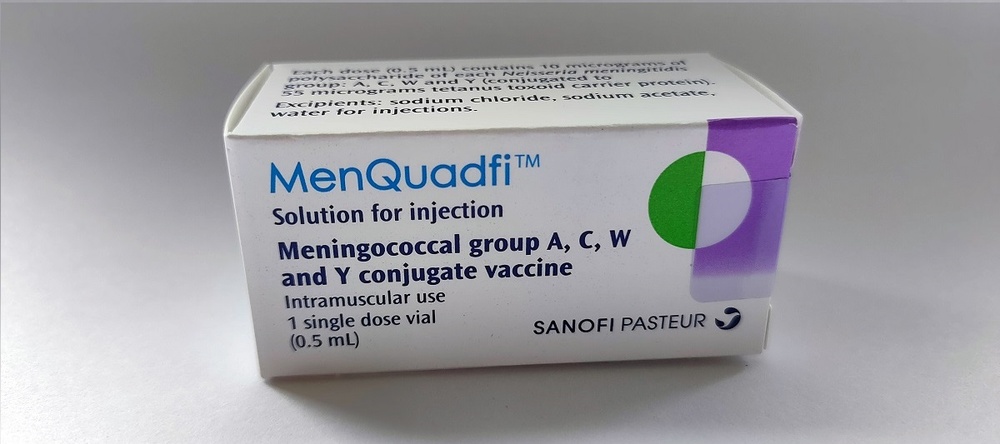 Each dose (0.5 mL) contains 10 micrograms of
polysaccharide of each Neisseria meningitidis
group: A, C, W and Y (conjugated to
55 micrograms tetanus toxoid carrier protein).
Excipients: sodium chloride, sodium acetate,
water for injections.
MenQuadfi™
Solution for injection
Meningococcal group A, C, W
and Y conjugate vaccine
Intramuscular use
1 single dose vial
(0.5 mL)
SANOFI PASTEUR